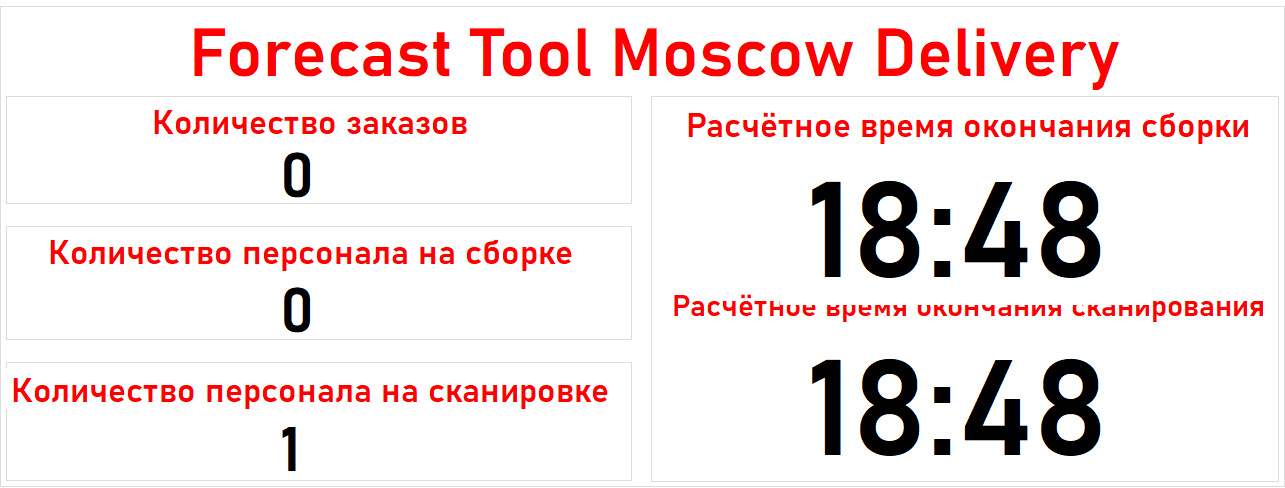 Forecast Tool Moscow Delivery
Количество заказов
0
Количество персонала на сборке
0
Количество персонала на сканировке
1
Расчётное время окончания сборки
18:48
Расчётное время окончания сканирования
18:48